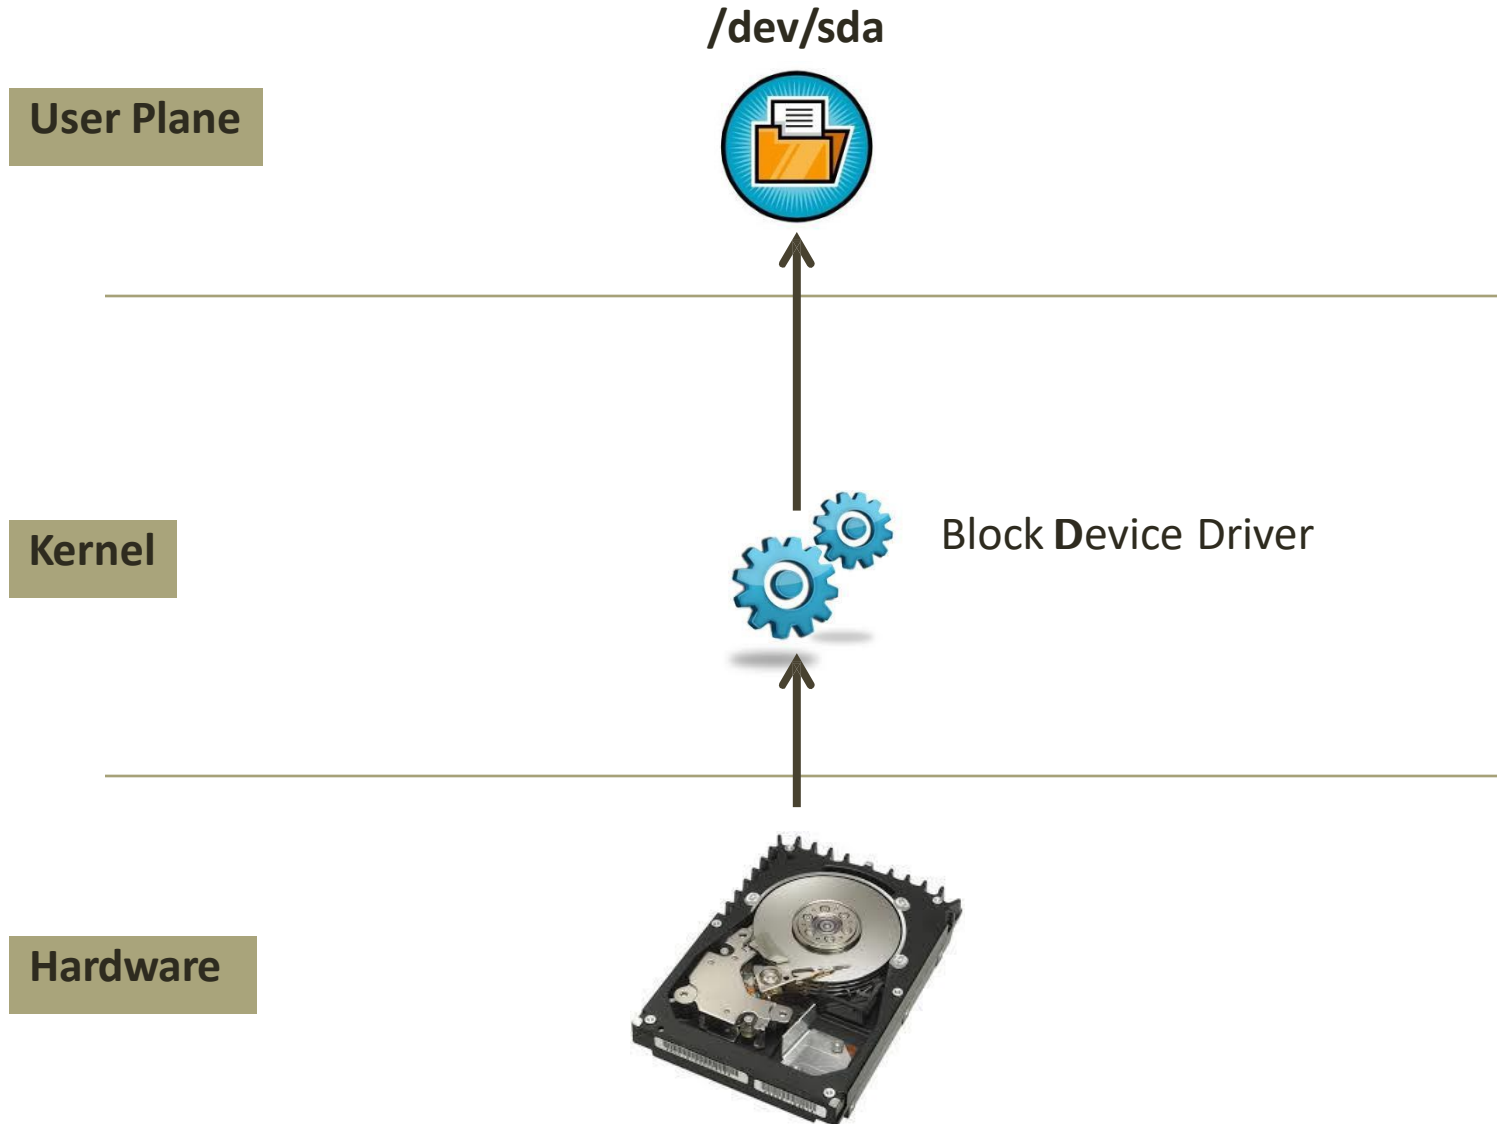 /dev/sda
User Plane
Kernel
Block Device Driver
Hardware